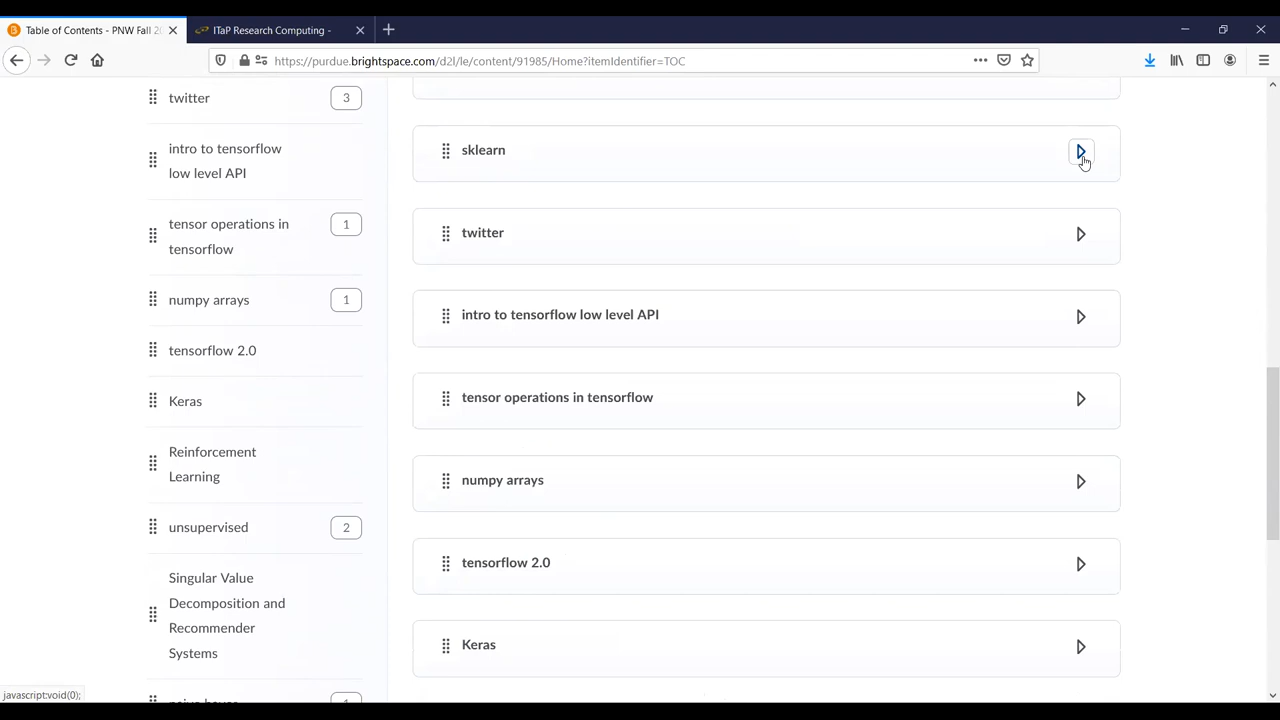 Table of Contents - PNW Fall 20
ITaP Research Computing -
https://purdue.brightspace.com/d2l/le/content/91985/Home?itemIdentifier=TOC
twitter 3
intro to tensorflow
low level API
tensor operations in 1
tensorflow
numpy arrays 1
tensorflow 2.0
Keras
Reinforcement
Learning
unsupervised 2
Singular Value
Decomposition and
Recommender
Systems
sklearn
twitter
intro to tensorflow low level API
tensor operations in tensorflow
numpy arrays
tensorflow 2.0
Keras
javascript:void(0);